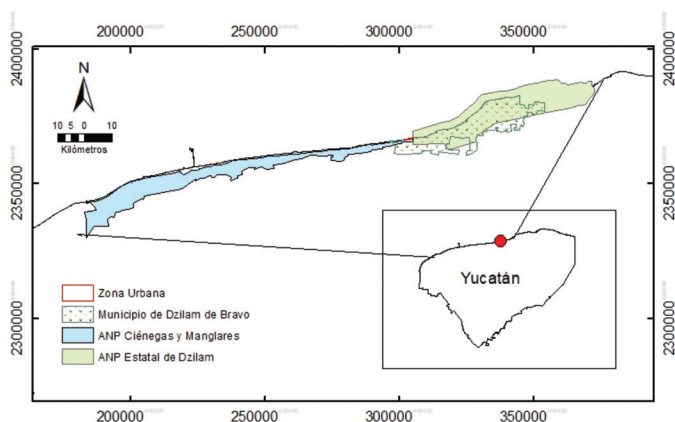 200000 250000 300000 350000
2400000 2400000
N
10 5 0 10
Kilómetros
2350000 2350000
Yucatán
Zona Urbana
Municipio de Dzilam de Bravo
ANP Ciénegas y Manglares
ANP Estatal de Dzilam
2300000 2300000
200000 250000 300000 350000